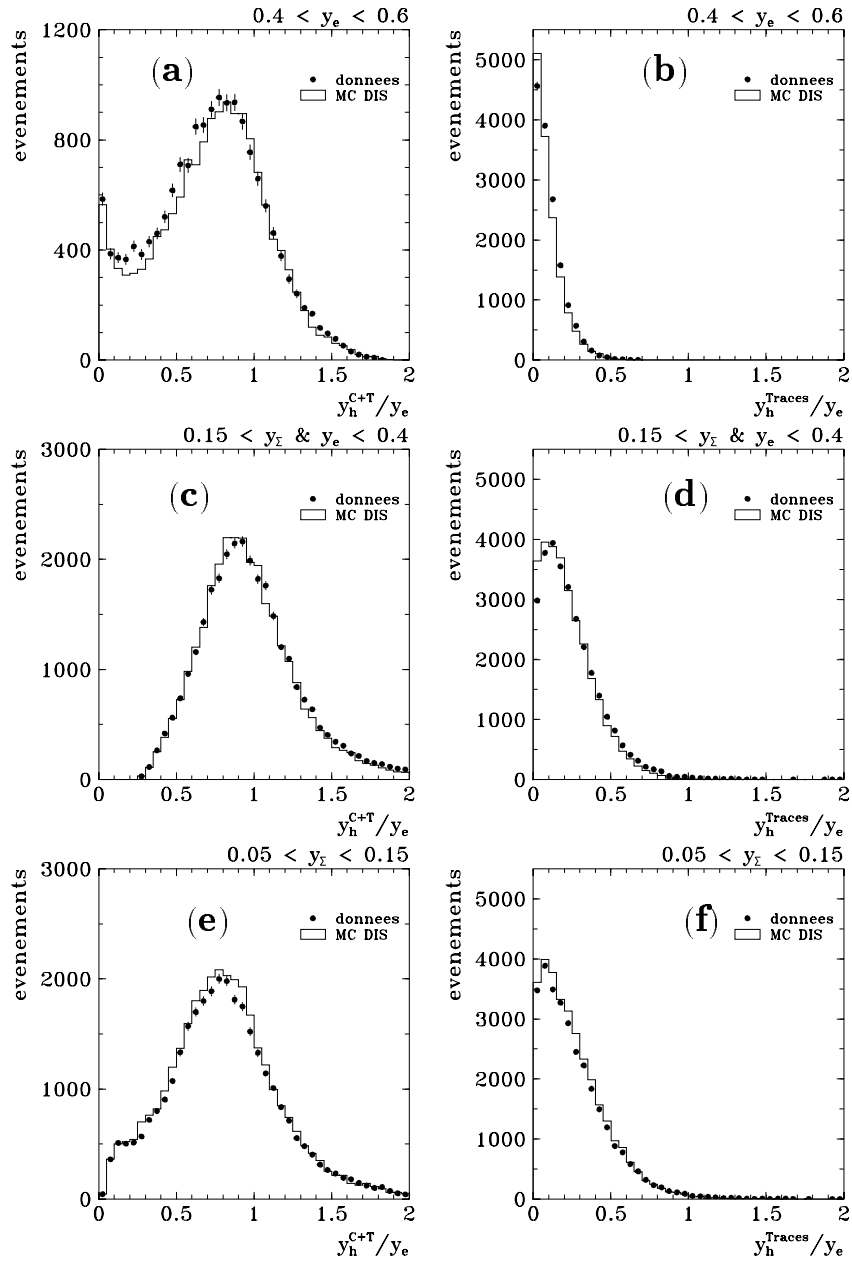 0.4 < y_e < 0.6
1200
800
400
0
evenements
(a)
donnees
MC DIS
0 0.5 1 1.5 2
y_h^{C+T}/y_e
0.4 < y_e < 0.6
5000
4000
3000
2000
1000
0
evenements
(b)
donnees
MC DIS
0 0.5 1 1.5 2
y_h^{Traces}/y_e
0.15 < y_Σ & y_e < 0.4
3000
2000
1000
0
evenements
(c)
donnees
MC DIS
0 0.5 1 1.5 2
y_h^{C+T}/y_e
0.15 < y_Σ & y_e < 0.4
5000
4000
3000
2000
1000
0
evenements
(d)
donnees
MC DIS
0 0.5 1 1.5 2
y_h^{Traces}/y_e
0.05 < y_Σ < 0.15
3000
2000
1000
0
evenements
(e)
donnees
MC DIS
0 0.5 1 1.5 2
y_h^{C+T}/y_e
0.05 < y_Σ < 0.15
5000
4000
3000
2000
1000
0
evenements
(f)
donnees
MC DIS
0 0.5 1 1.5 2
y_h^{Traces}/y_e